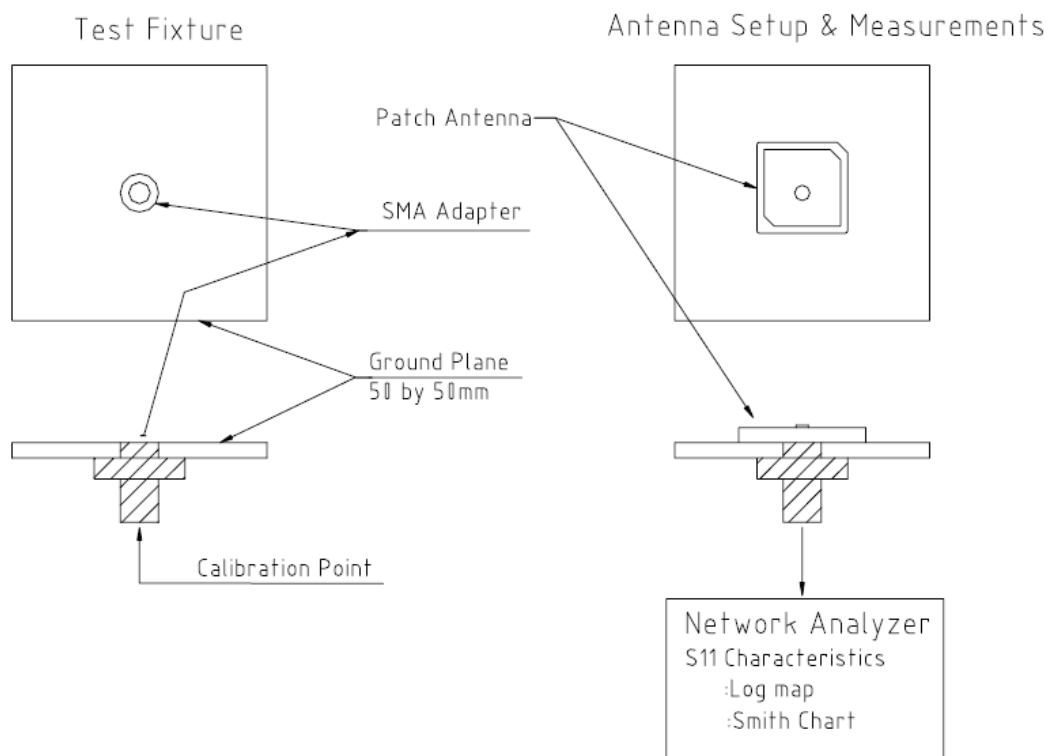 Test Fixture
Antenna Setup & Measurements
Patch Antenna
SMA Adapter
Ground Plane
50 by 50mm
Calibration Point
Network Analyzer
S11 Characteristics
:Log map
:Smith Chart